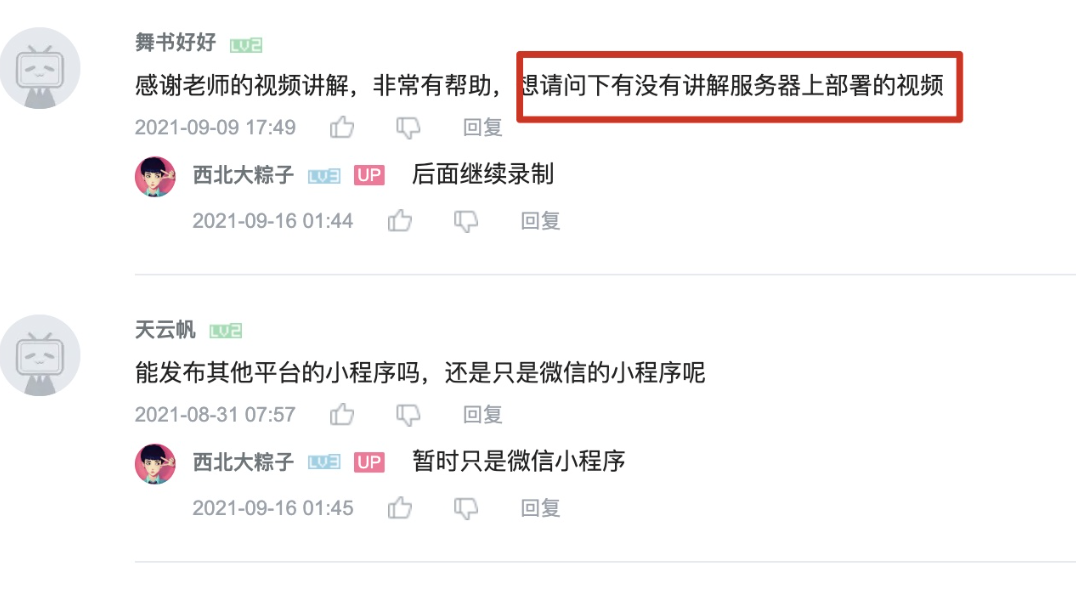 舞书好好 LV2
感谢老师的视频讲解，非常有帮助，想请问下有没有讲解服务器上部署的视频
2021-09-09 17:49 回复
西北大粽子 LV3 UP 后面继续录制
2021-09-16 01:44 回复
天云帆 LV2
能发布其他平台的小程序吗，还是只是微信的小程序呢
2021-08-31 07:57 回复
西北大粽子 LV3 UP 暂时只是微信小程序
2021-09-16 01:45 回复